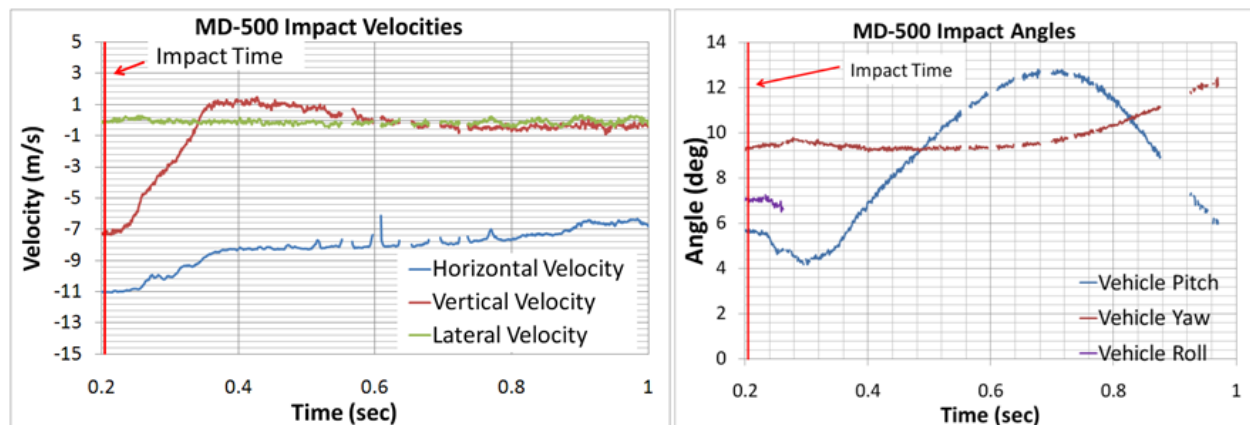 MD-500 Impact Velocities
Impact Time
5
3
1
-1
-3
-5
-7
-9
-11
-13
-15
Velocity (m/s)
Horizontal Velocity
Vertical Velocity
Lateral Velocity
0.2 0.4 0.6 0.8 1
Time (sec)
MD-500 Impact Angles
Impact Time
14
12
10
8
6
4
2
0
Angle (deg)
Vehicle Pitch
Vehicle Yaw
Vehicle Roll
0.2 0.4 0.6 0.8 1
Time (sec)